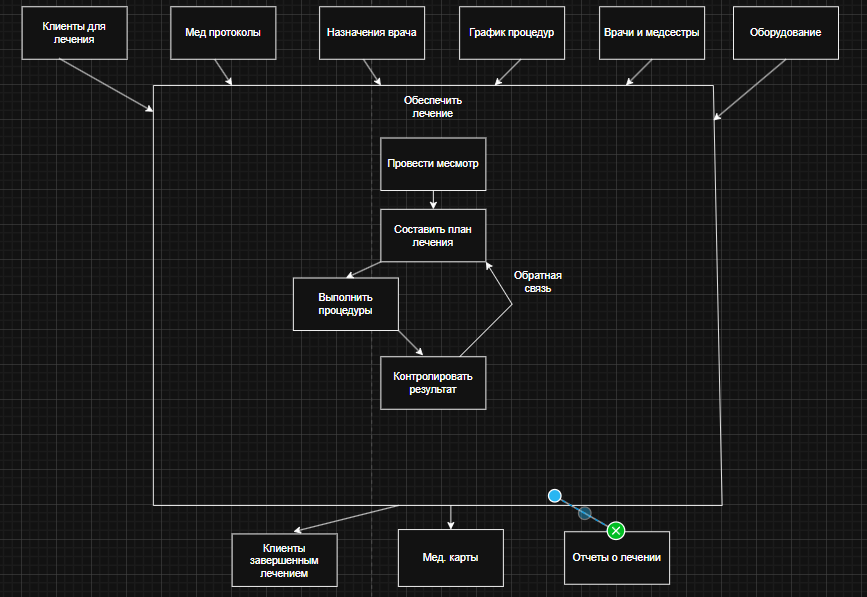 Клиенты для
лечения
Мед протоколы
Назначения врача
График процедур
Врачи и медсестры
Оборудование
Обеспечить
лечение
Провести месмотр
Составить план
лечения
Обратная
связь
Выполнить
процедуры
Контролировать
результат
Клиенты
завершенным
лечением
Мед. карты
Отчеты о лечении